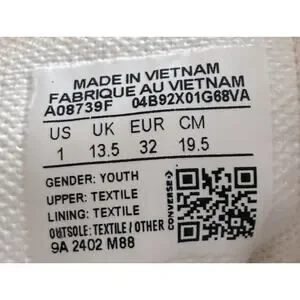 MADE IN VIETNAM
FABRIQUE AU VIETNAM
A08739F 04B92X01G68VA
US UK EUR CM
1 13.5 32 19.5
GENDER: YOUTH
UPPER: TEXTILE
LINING: TEXTILE
OUTSOLE: TEXTILE / OTHER
9A 2402 M88
CONVERSE